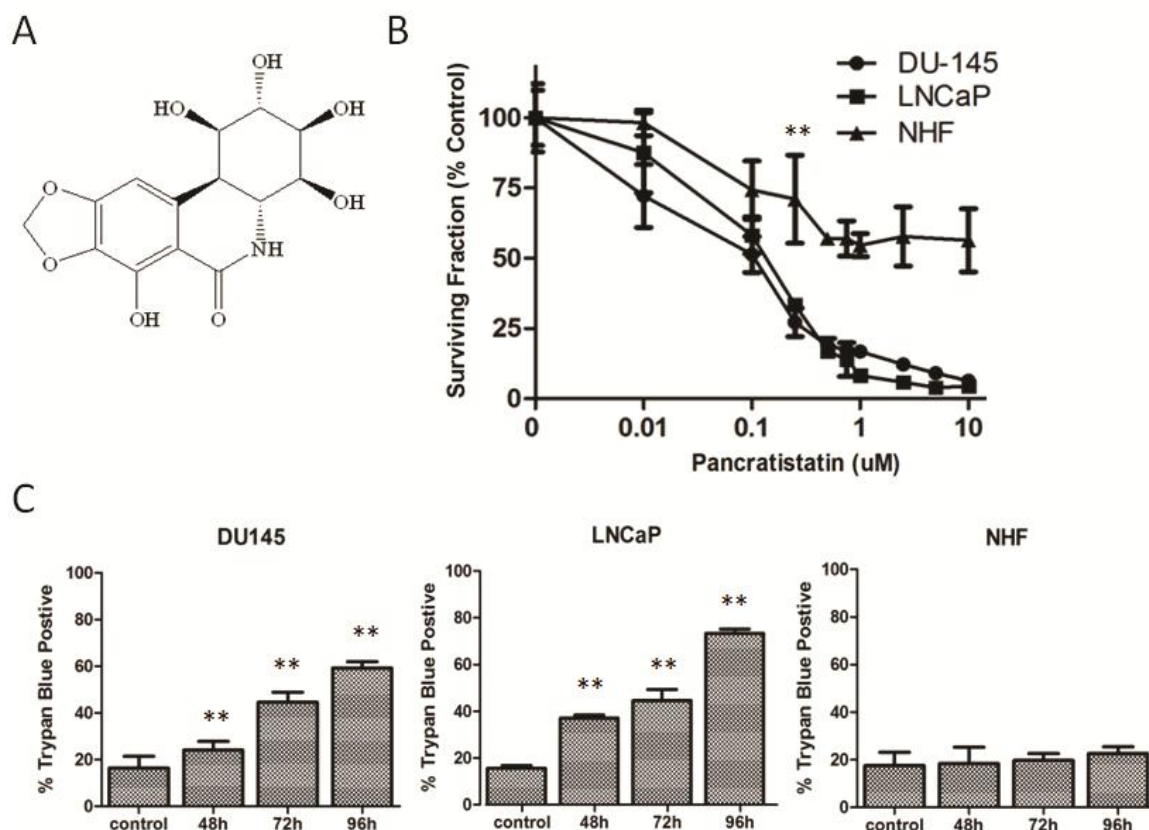 A
OH
HO
OH
OH
O
O
NH
OH
O
B
DU-145
LNCaP
NHF
**
Surviving Fraction (% Control)
100
75
50
25
0
0
0.01
0.1
1
10
Pancratistatin (uM)
C
DU145
% Trypan Blue Postive
100
80
60
40
20
0
**
**
**
control
48h
72h
96h
LNCaP
% Trypan Blue Postive
100
80
60
40
20
0
**
**
**
control
48h
72h
96h
NHF
% Trypan Blue Postive
100
80
60
40
20
0
control
48h
72h
96h